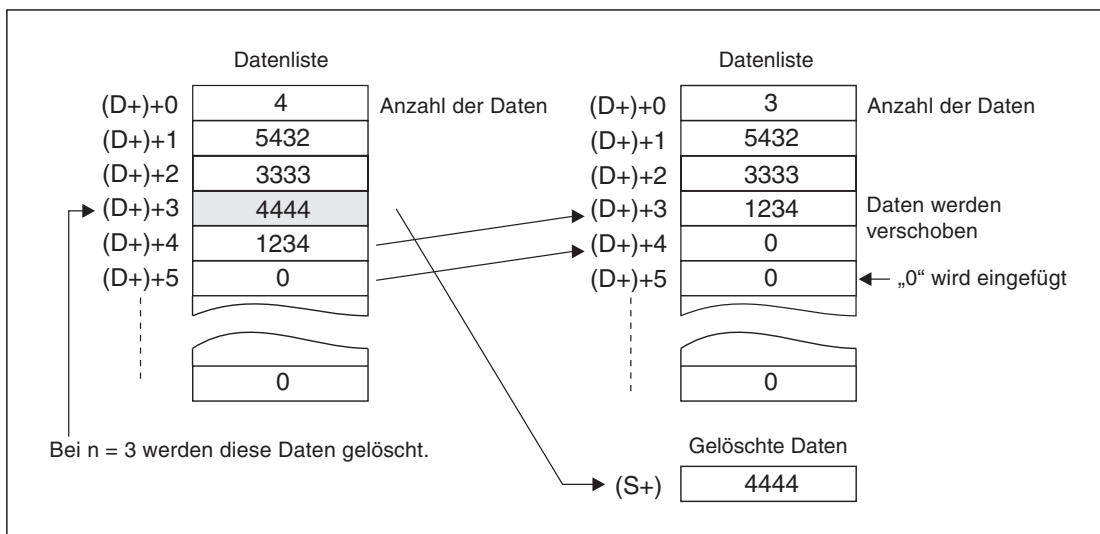 Datenliste
(D+)+0 4 Anzahl der Daten
(D+)+1 5432
(D+)+2 3333
(D+)+3 4444
(D+)+4 1234
(D+)+5 0
0
Bei n = 3 werden diese Daten gelöscht.
Datenliste
(D+)+0 3 Anzahl der Daten
(D+)+1 5432
(D+)+2 3333
(D+)+3 1234 Daten werden
verschoben
(D+)+4 0
(D+)+5 0 „0“ wird eingefügt
0
Gelöschte Daten
(S+) 4444